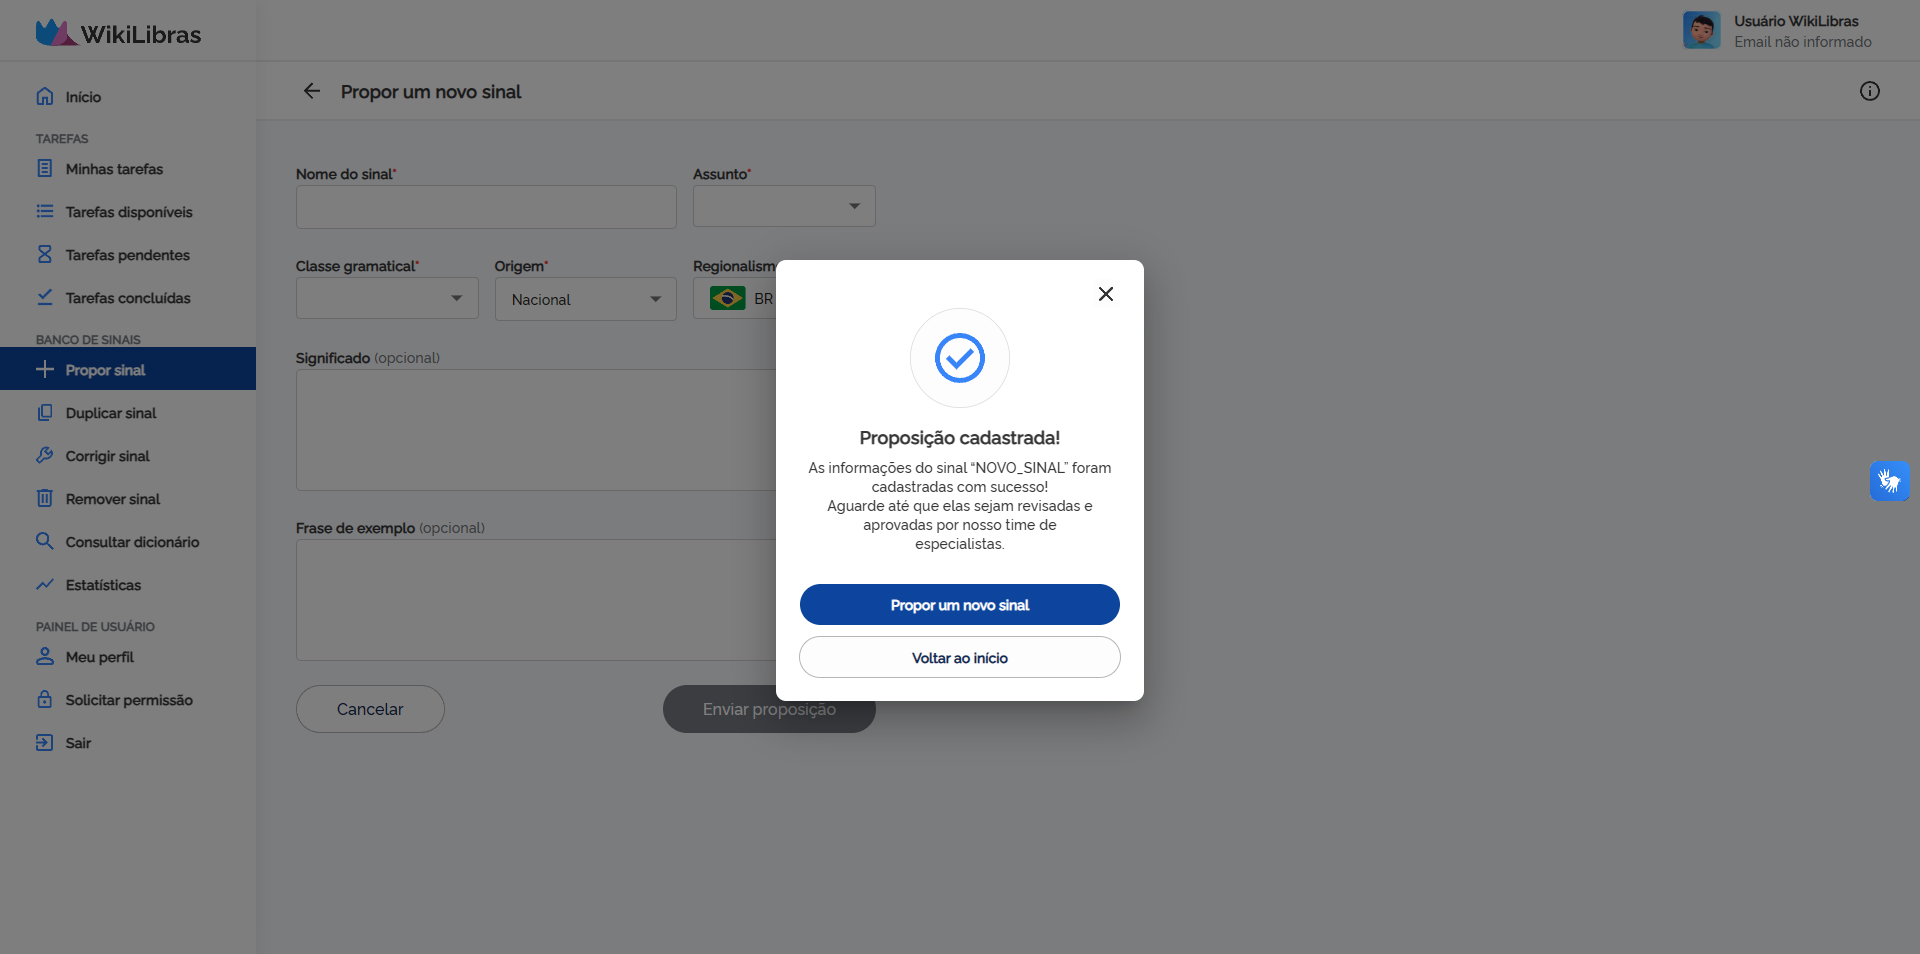 WikiLibras
Usuário WikiLibras
Email não informado
Início
TAREFAS
Minhas tarefas
Tarefas disponíveis
Tarefas pendentes
Tarefas concluídas
BANCO DE SINAIS
Propor sinal
Duplicar sinal
Corrigir sinal
Remover sinal
Consultar dicionário
Estatísticas
PAINEL DE USUÁRIO
Meu perfil
Solicitar permissão
Sair
Propor um novo sinal
Nome do sinal*
Assunto*
Classe gramatical*
Origem*
Regionalism
Nacional
BR
Significado (opcional)
Frase de exemplo (opcional)
Cancelar
Enviar proposição
Proposição cadastrada!
As informações do sinal “NOVO_SINAL” foram
cadastradas com sucesso!
Aguarde até que elas sejam revisadas e
aprovadas por nosso time de
especialistas.
Propor um novo sinal
Voltar ao início